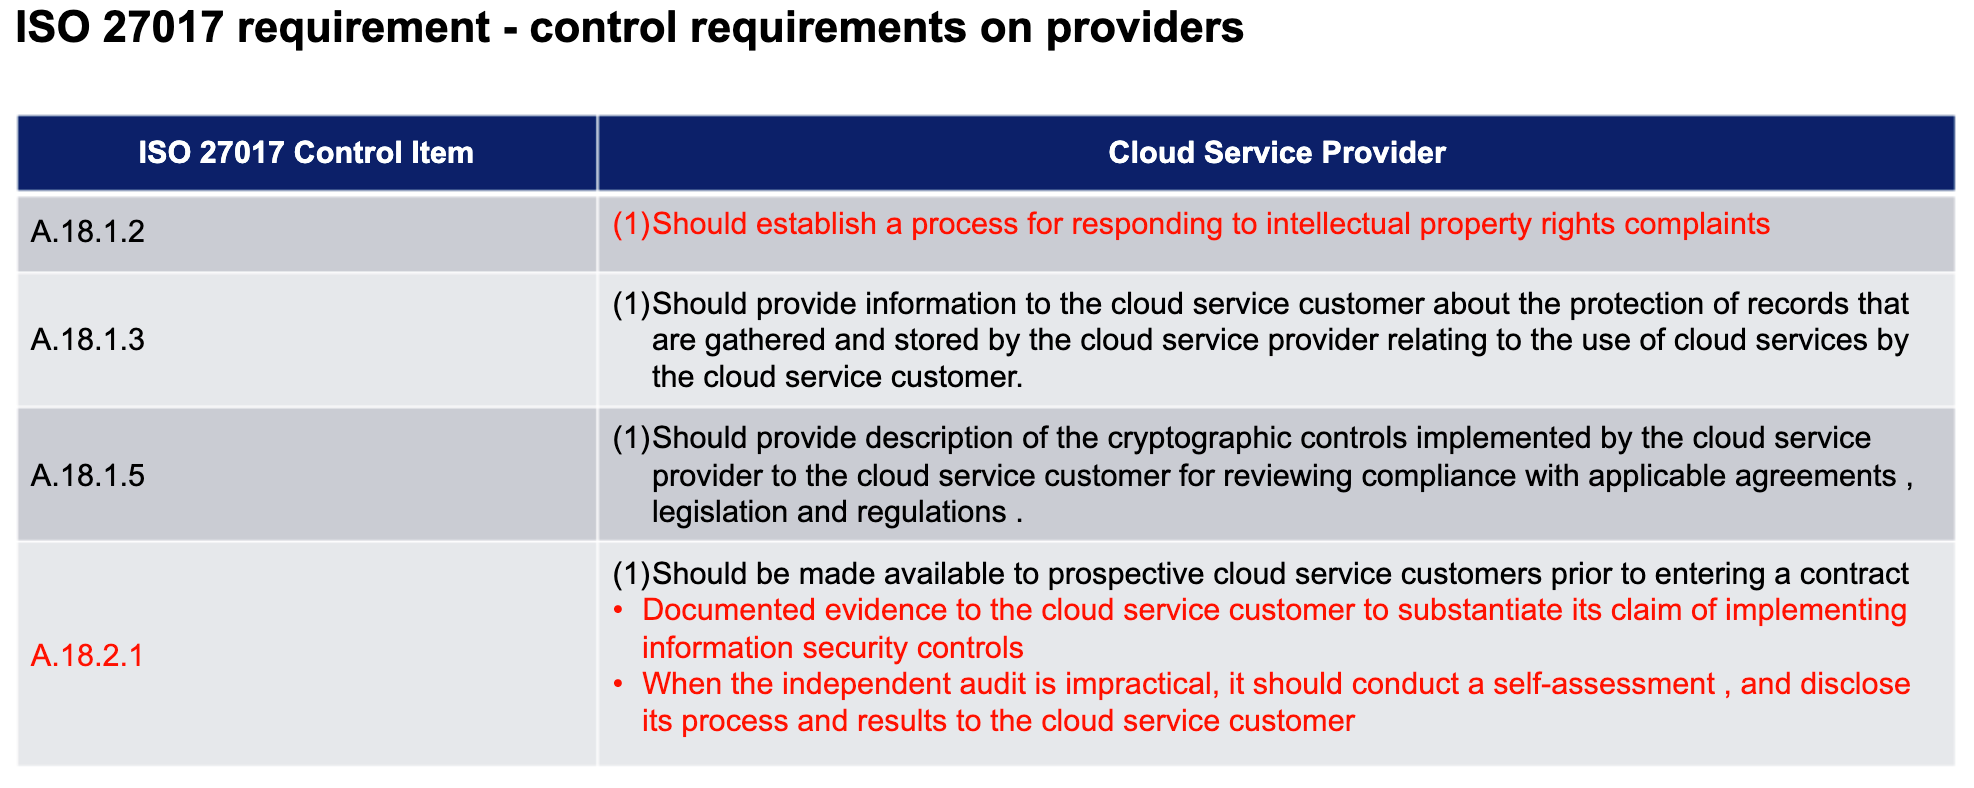 ISO 27017 requirement - control requirements on providers
ISO 27017 Control Item
Cloud Service Provider
A.18.1.2
(1)Should establish a process for responding to intellectual property rights complaints
A.18.1.3
(1)Should provide information to the cloud service customer about the protection of records that
are gathered and stored by the cloud service provider relating to the use of cloud services by
the cloud service customer.
A.18.1.5
(1)Should provide description of the cryptographic controls implemented by the cloud service
provider to the cloud service customer for reviewing compliance with applicable agreements ,
legislation and regulations .
A.18.2.1
(1)Should be made available to prospective cloud service customers prior to entering a contract
• Documented evidence to the cloud service customer to substantiate its claim of implementing
information security controls
• When the independent audit is impractical, it should conduct a self-assessment , and disclose
its process and results to the cloud service customer